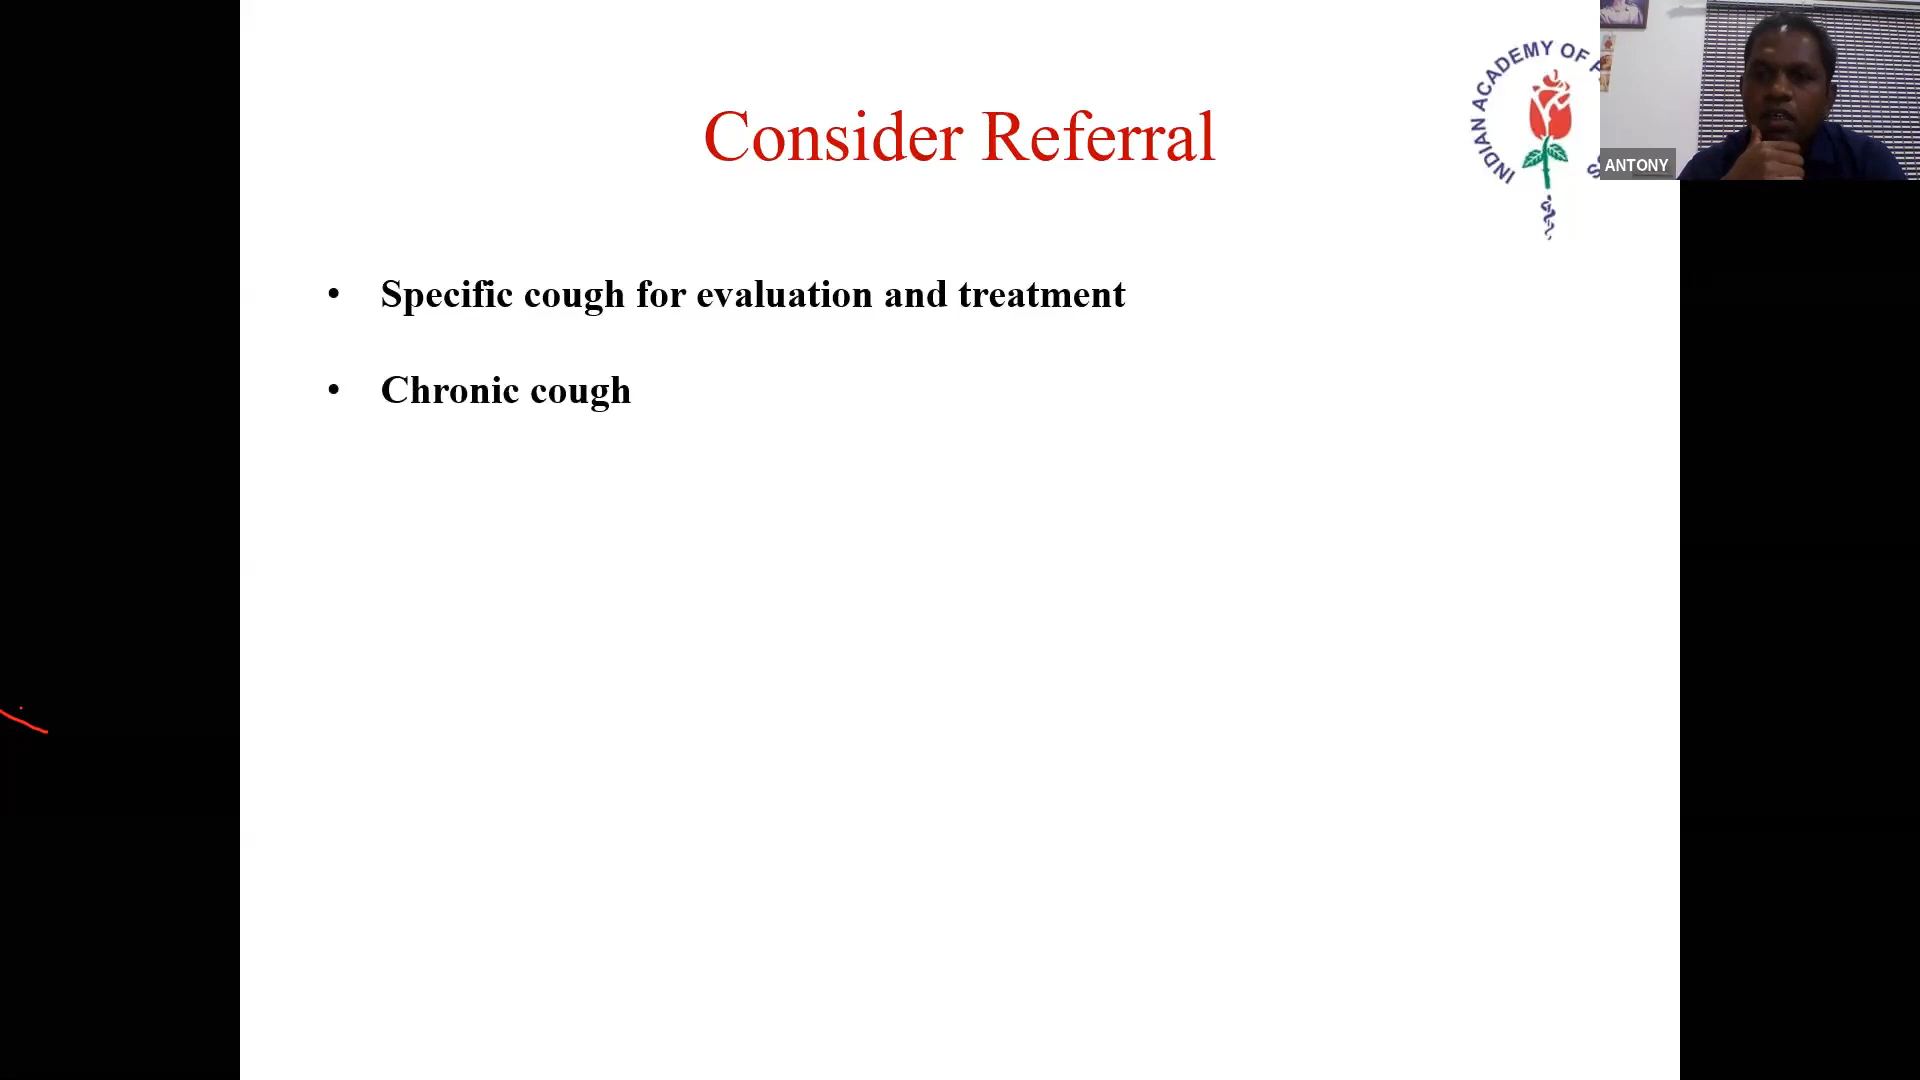 Consider Referral
INDIAN ACADEMY OF
ANTONY
• Specific cough for evaluation and treatment
• Chronic cough